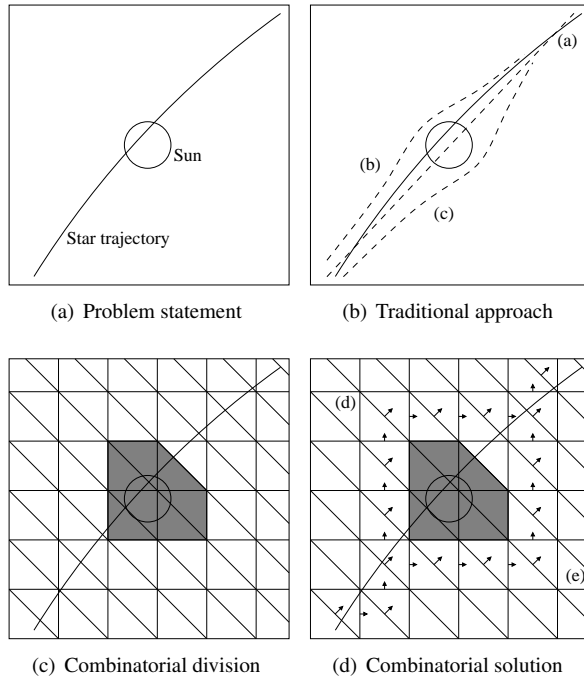 Sun
Star trajectory
(a) Problem statement
(a)
(b)
(c)
(b) Traditional approach
(c) Combinatorial division
(d)
(e)
(d) Combinatorial solution